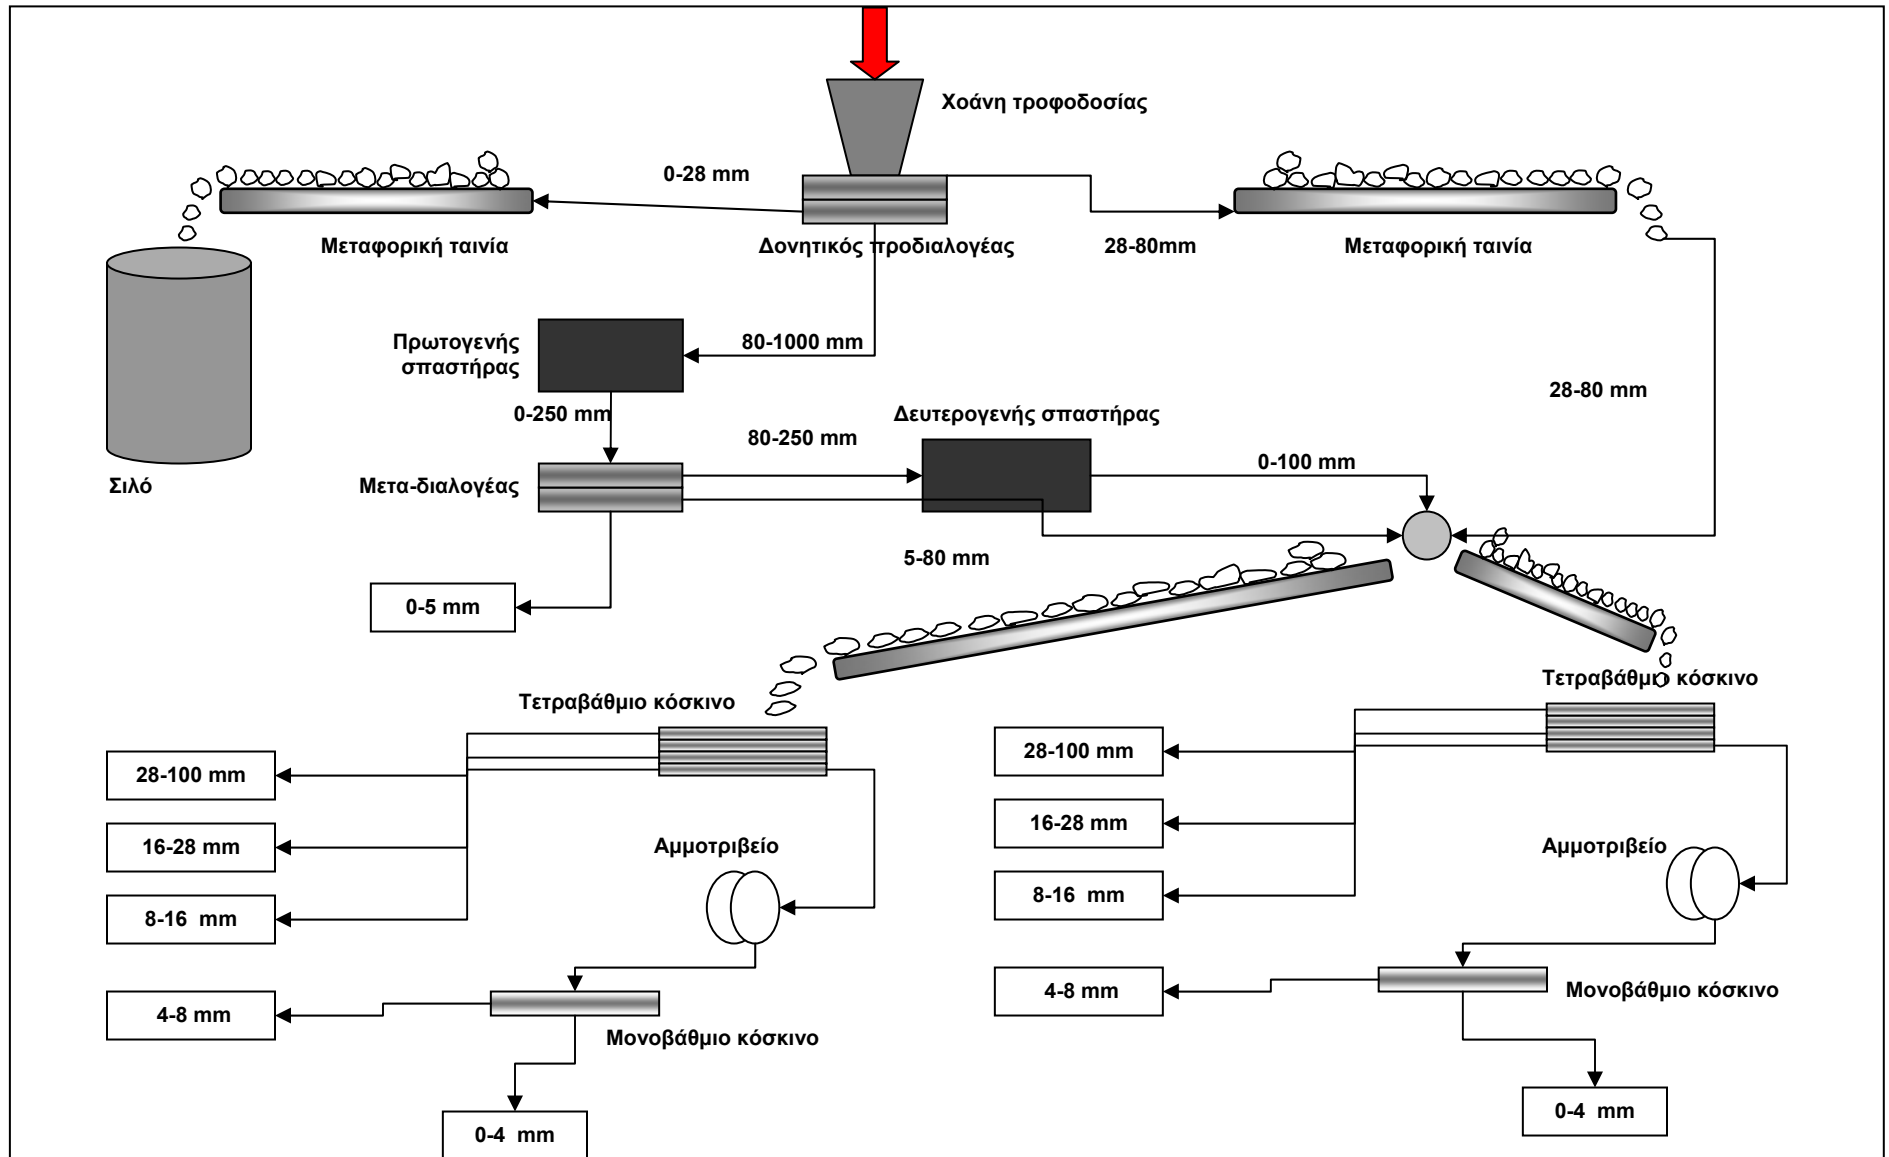 Χοάνη τροφοδοσίας
0-28 mm
Μεταφορική ταινία
Δονητικός προδιαλογέας
28-80mm
Μεταφορική ταινία
Πρωτογενής
σπαστήρας
80-1000 mm
28-80 mm
0-250 mm
Δευτερογενής σπαστήρας
80-250 mm
0-100 mm
Σιλό
Μετα-διαλογέας
5-80 mm
0-5 mm
Τετραβάθμιο κόσκινο
Τετραβάθμιο κόσκινο
28-100 mm
16-28 mm
8-16 mm
Αμμοτριβείο
4-8 mm
Μονοβάθμιο κόσκινο
0-4 mm
28-100 mm
16-28 mm
8-16 mm
Αμμοτριβείο
4-8 mm
Μονοβάθμιο κόσκινο
0-4 mm